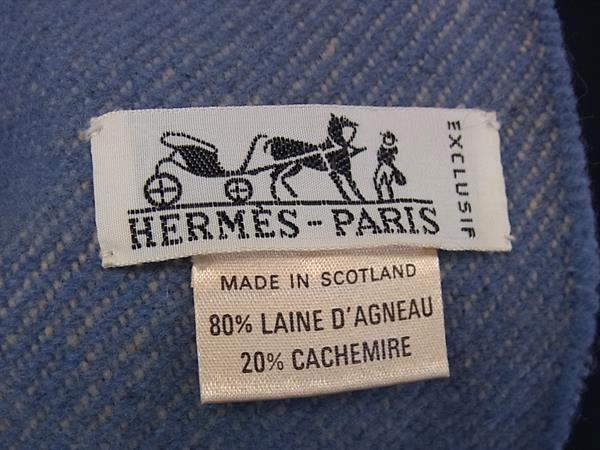 HERMÈS-PARIS
EXCLUSIF
MADE IN SCOTLAND
80% LAINE D'AGNEAU
20% CACHEMIRE